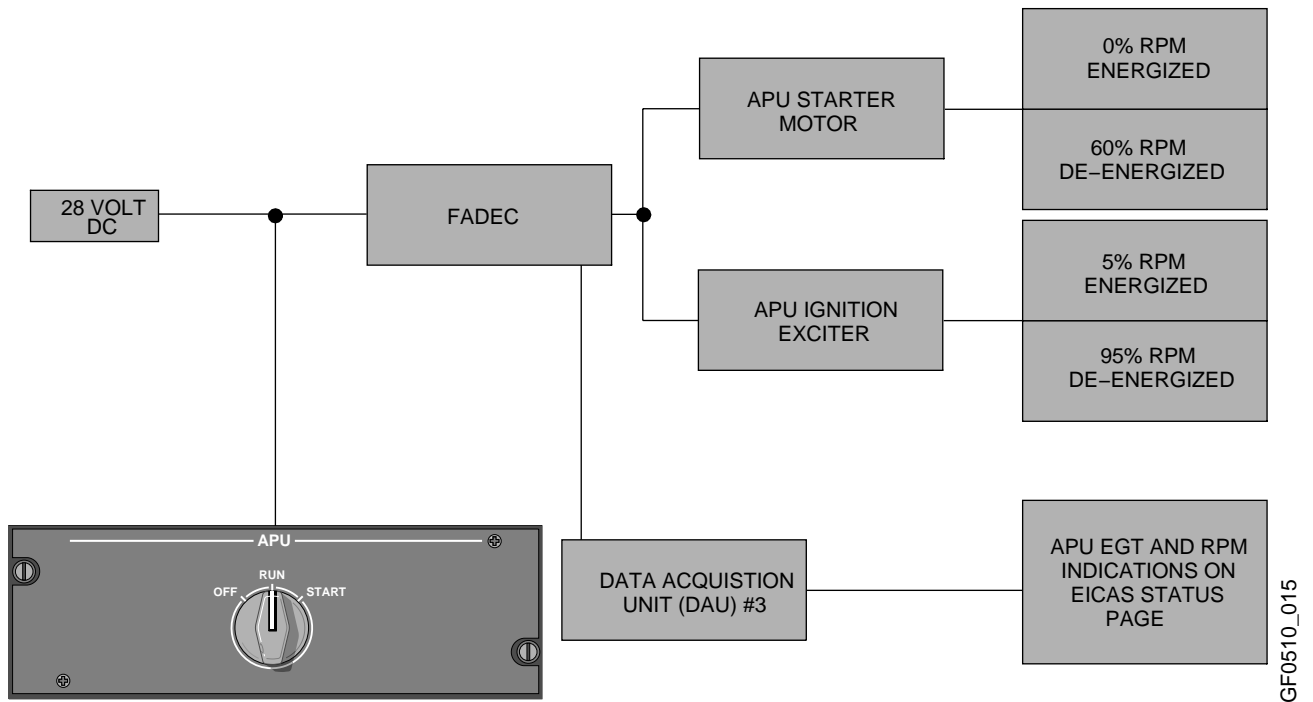 0% RPM
ENERGIZED
APU STARTER
MOTOR
60% RPM
DE–ENERGIZED
28 VOLT
DC
FADEC
5% RPM
ENERGIZED
APU IGNITION
EXCITER
95% RPM
DE–ENERGIZED
APU
RUN
OFF
START
DATA ACQUISTION
UNIT (DAU) #3
APU EGT AND RPM
INDICATIONS ON
EICAS STATUS
PAGE
GF0510_015